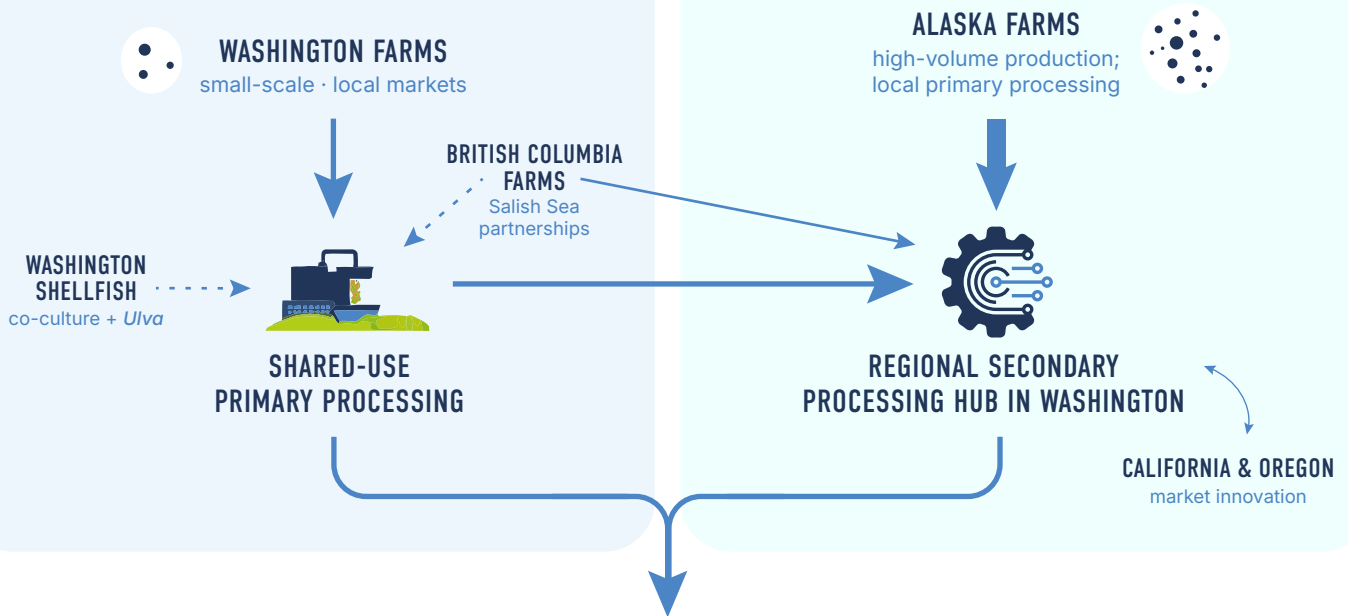 WASHINGTON FARMS
small-scale · local markets
ALASKA FARMS
high-volume production;
local primary processing
BRITISH COLUMBIA
FARMS
Salish Sea
partnerships
WASHINGTON
SHELLFISH
co-culture + Ulva
SHARED-USE
PRIMARY PROCESSING
REGIONAL SECONDARY
PROCESSING HUB IN WASHINGTON
CALIFORNIA & OREGON
market innovation